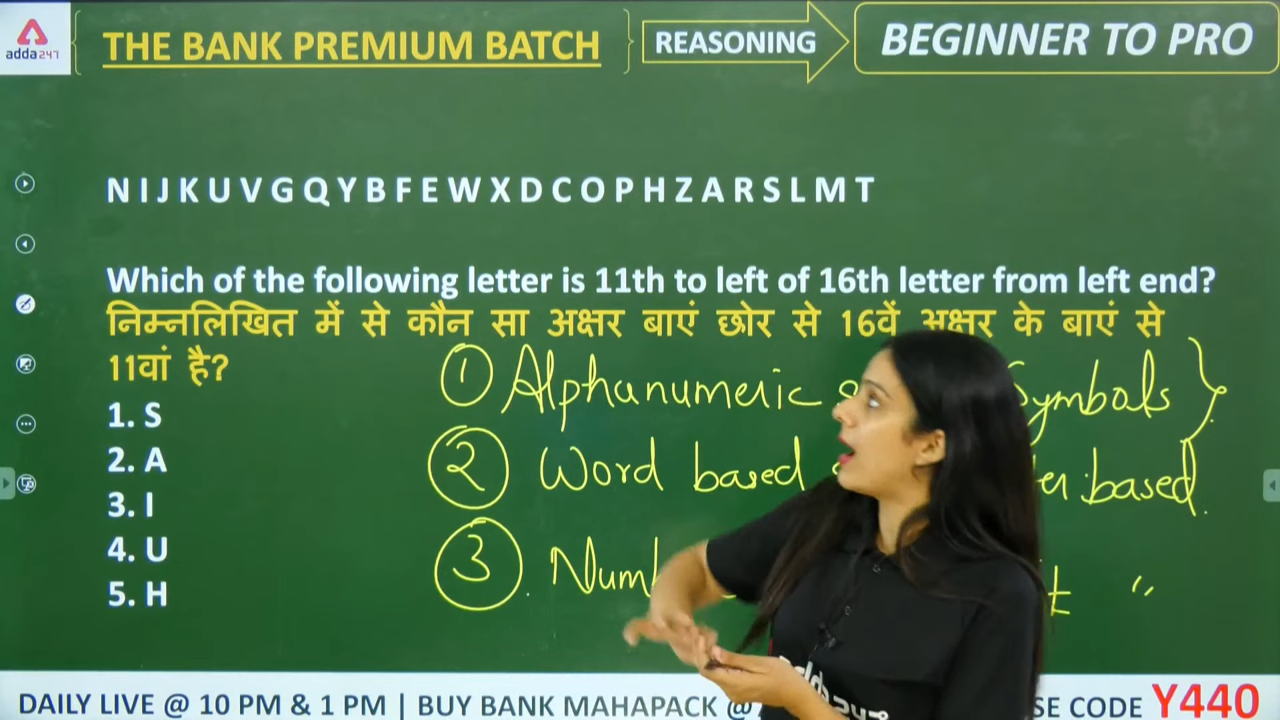 adda247
THE BANK PREMIUM BATCH
REASONING
BEGINNER TO PRO
N I J K U V G Q Y B F E W X D C O P H Z A R S L M T
Which of the following letter is 11th to left of 16th letter from left end?
निम्नलिखित में से कौन सा अक्षर बाएं छोर से 16वें अक्षर के बाएं से
11वां है?
① Alphanumeric Symbols }
1. S
2. A
② Word based based.
3. I
4. U
③
5. H
DAILY LIVE @ 10 PM & 1 PM | BUY BANK MAHAPACK @ CODE Y440